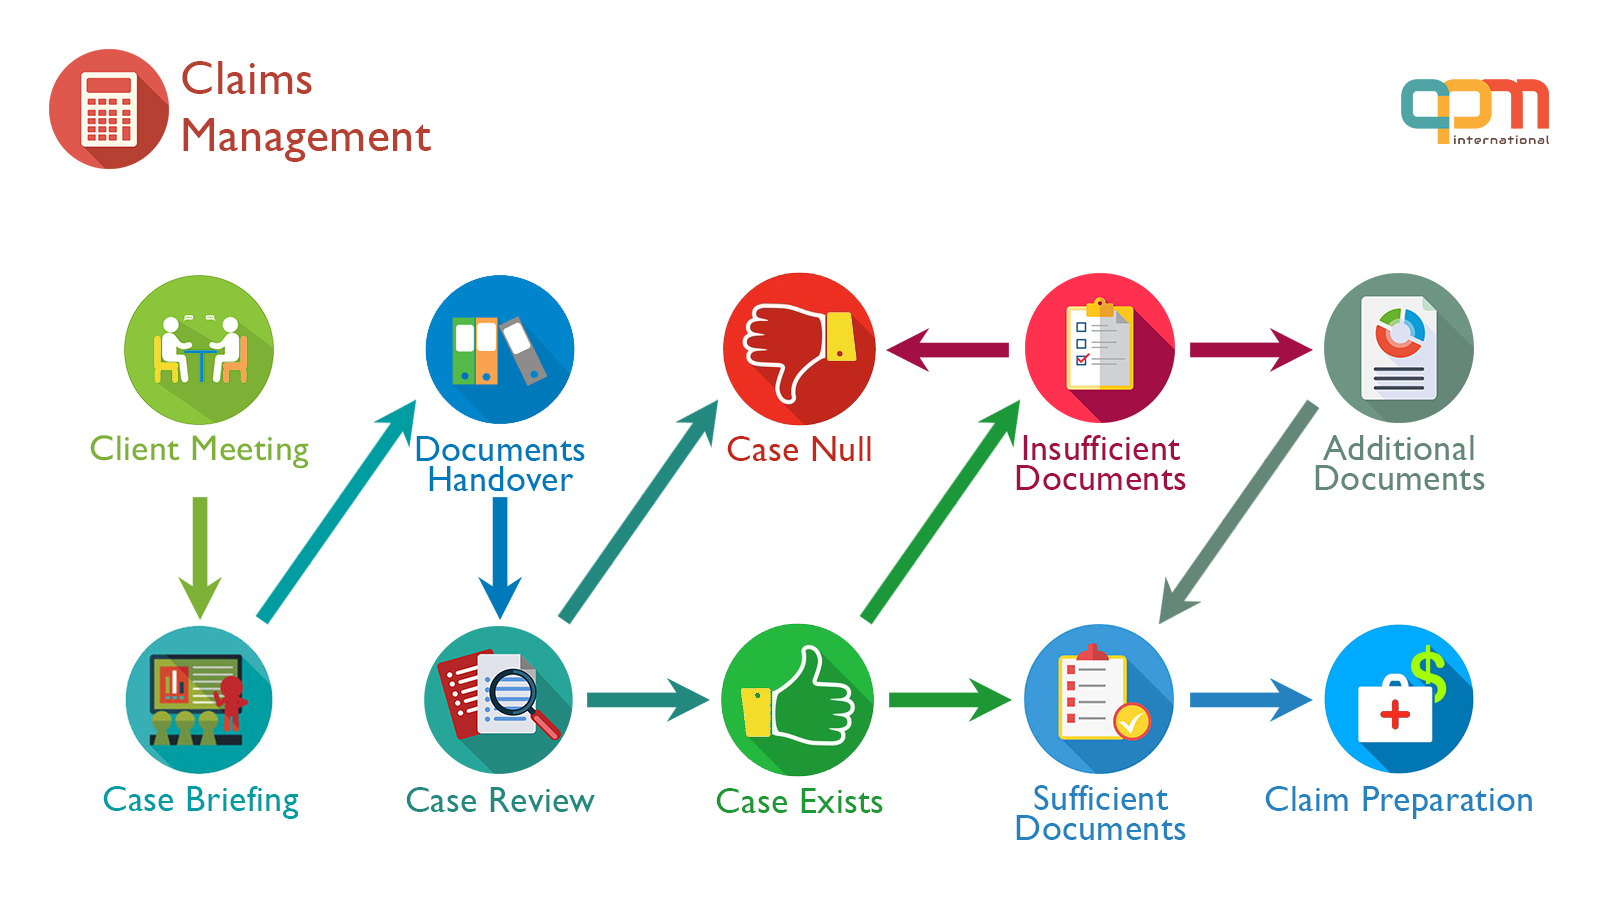 Claims
Management
qpm
international
Client Meeting
Documents
Handover
Case Null
Insufficient
Documents
Additional
Documents
Case Briefing
Case Review
Case Exists
Sufficient
Documents
Claim Preparation
$